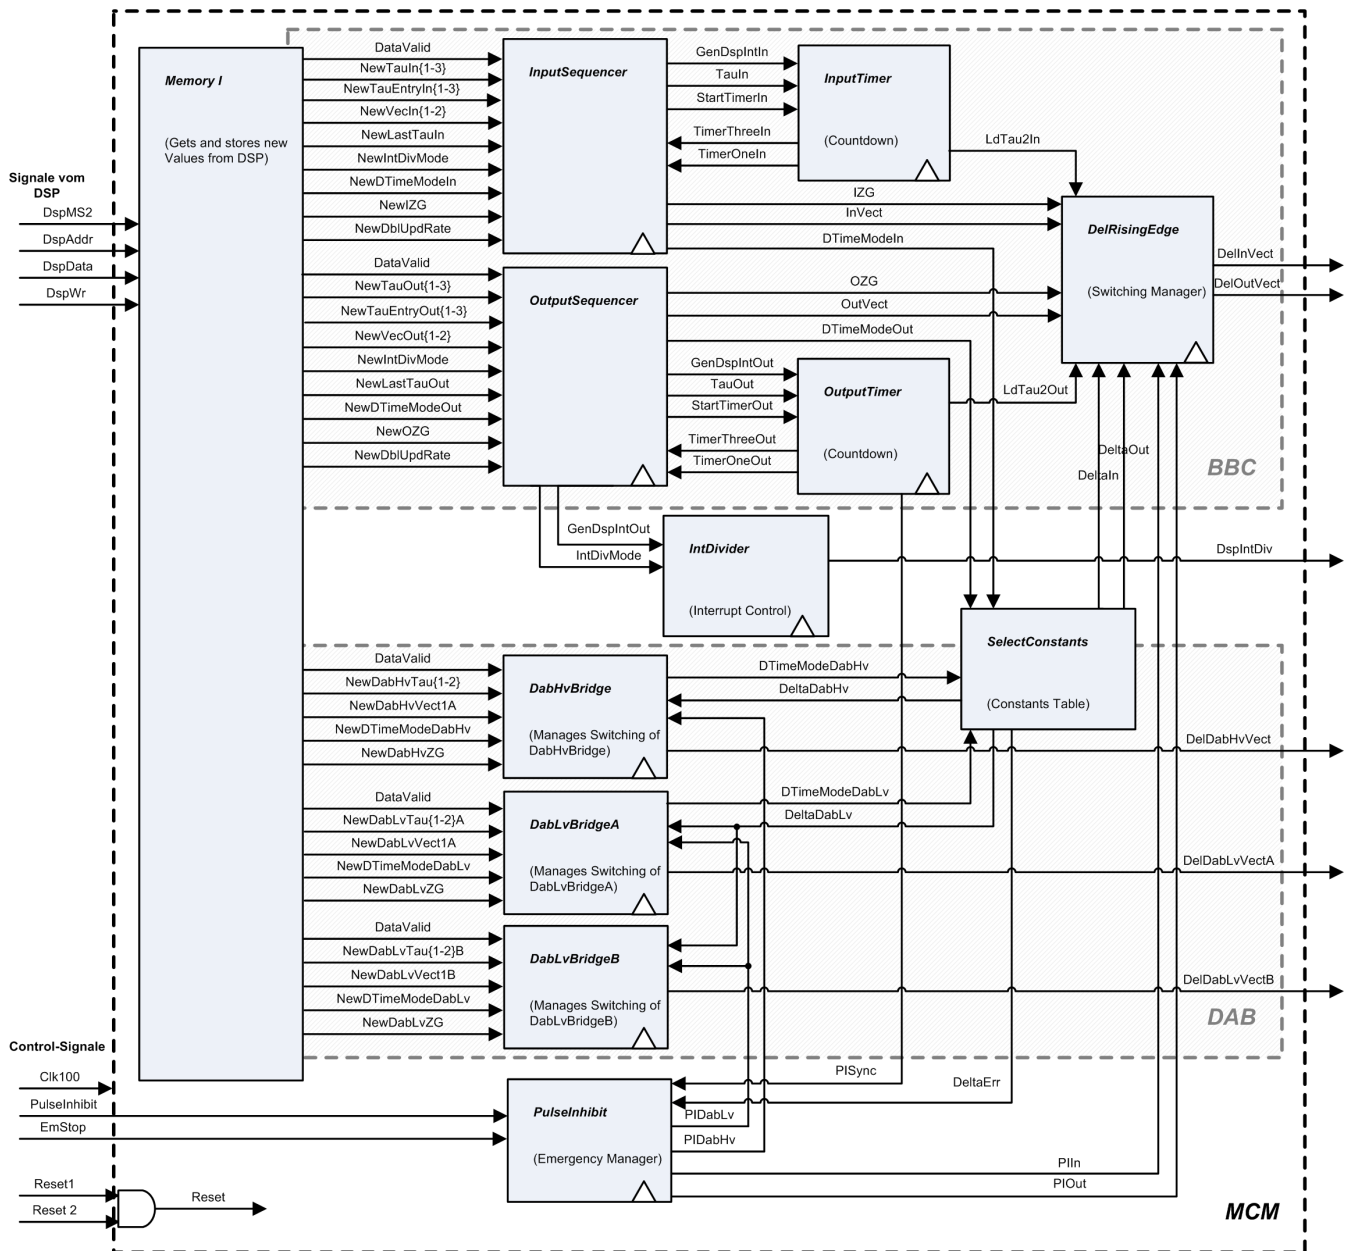 Signale vom
DSP
DspMS2
DspAddr
DspData
DspWr
Memory I
(Gets and stores new
Values from DSP)
DataValid
NewTauIn{1-3}
NewTauEntryIn{1-3}
NewVecIn{1-2}
NewLastTauIn
NewIntDivMode
NewDTimeModeIn
NewIZG
NewDblUpdRate
InputSequencer
GenDspIntIn
TauIn
StartTimerIn
TimerThreeIn
TimerOneIn
InputTimer
(Countdown)
LdTau2In
IZG
InVect
DTimeModeIn
DelRisingEdge
(Switching Manager)
DelInVect
DelOutVect
DataValid
NewTauOut{1-3}
NewTauEntryOut{1-3}
NewVecOut{1-2}
NewIntDivMode
NewLastTauOut
NewDTimeModeOut
NewOZG
NewDblUpdRate
OutputSequencer
OZG
OutVect
DTimeModeOut
GenDspIntOut
TauOut
StartTimerOut
TimerThreeOut
TimerOneOut
OutputTimer
(Countdown)
LdTau2Out
DeltaOut
DeltaIn
BBC
GenDspIntOut
IntDivMode
IntDivider
(Interrupt Control)
DspIntDiv
SelectConstants
(Constants Table)
DataValid
NewDabHvTau{1-2}
NewDabHvVect1A
NewDTimeModeDabHv
NewDabHvZG
DabHvBridge
(Manages Switching of
DabHvBridge)
DTimeModeDabHv
DeltaDabHv
DelDabHvVect
DataValid
NewDabLvTau{1-2}A
NewDabLvVect1A
NewDTimeModeDabLv
NewDabLvZG
DabLvBridgeA
(Manages Switching of
DabLvBridgeA)
DTimeModeDabLv
DeltaDabLv
DelDabLvVectA
DataValid
NewDabLvTau{1-2}B
NewDabLvVect1B
NewDTimeModeDabLv
NewDabLvZG
DabLvBridgeB
(Manages Switching of
DabLvBridgeB)
DelDabLvVectB
DAB
Control-Signale
Clk100
PulseInhibit
EmStop
PulseInhibit
(Emergency Manager)
PISync
DeltaErr
PIDabLv
PIDabHv
PIIn
PIOut
Reset1
Reset 2
Reset
MCM